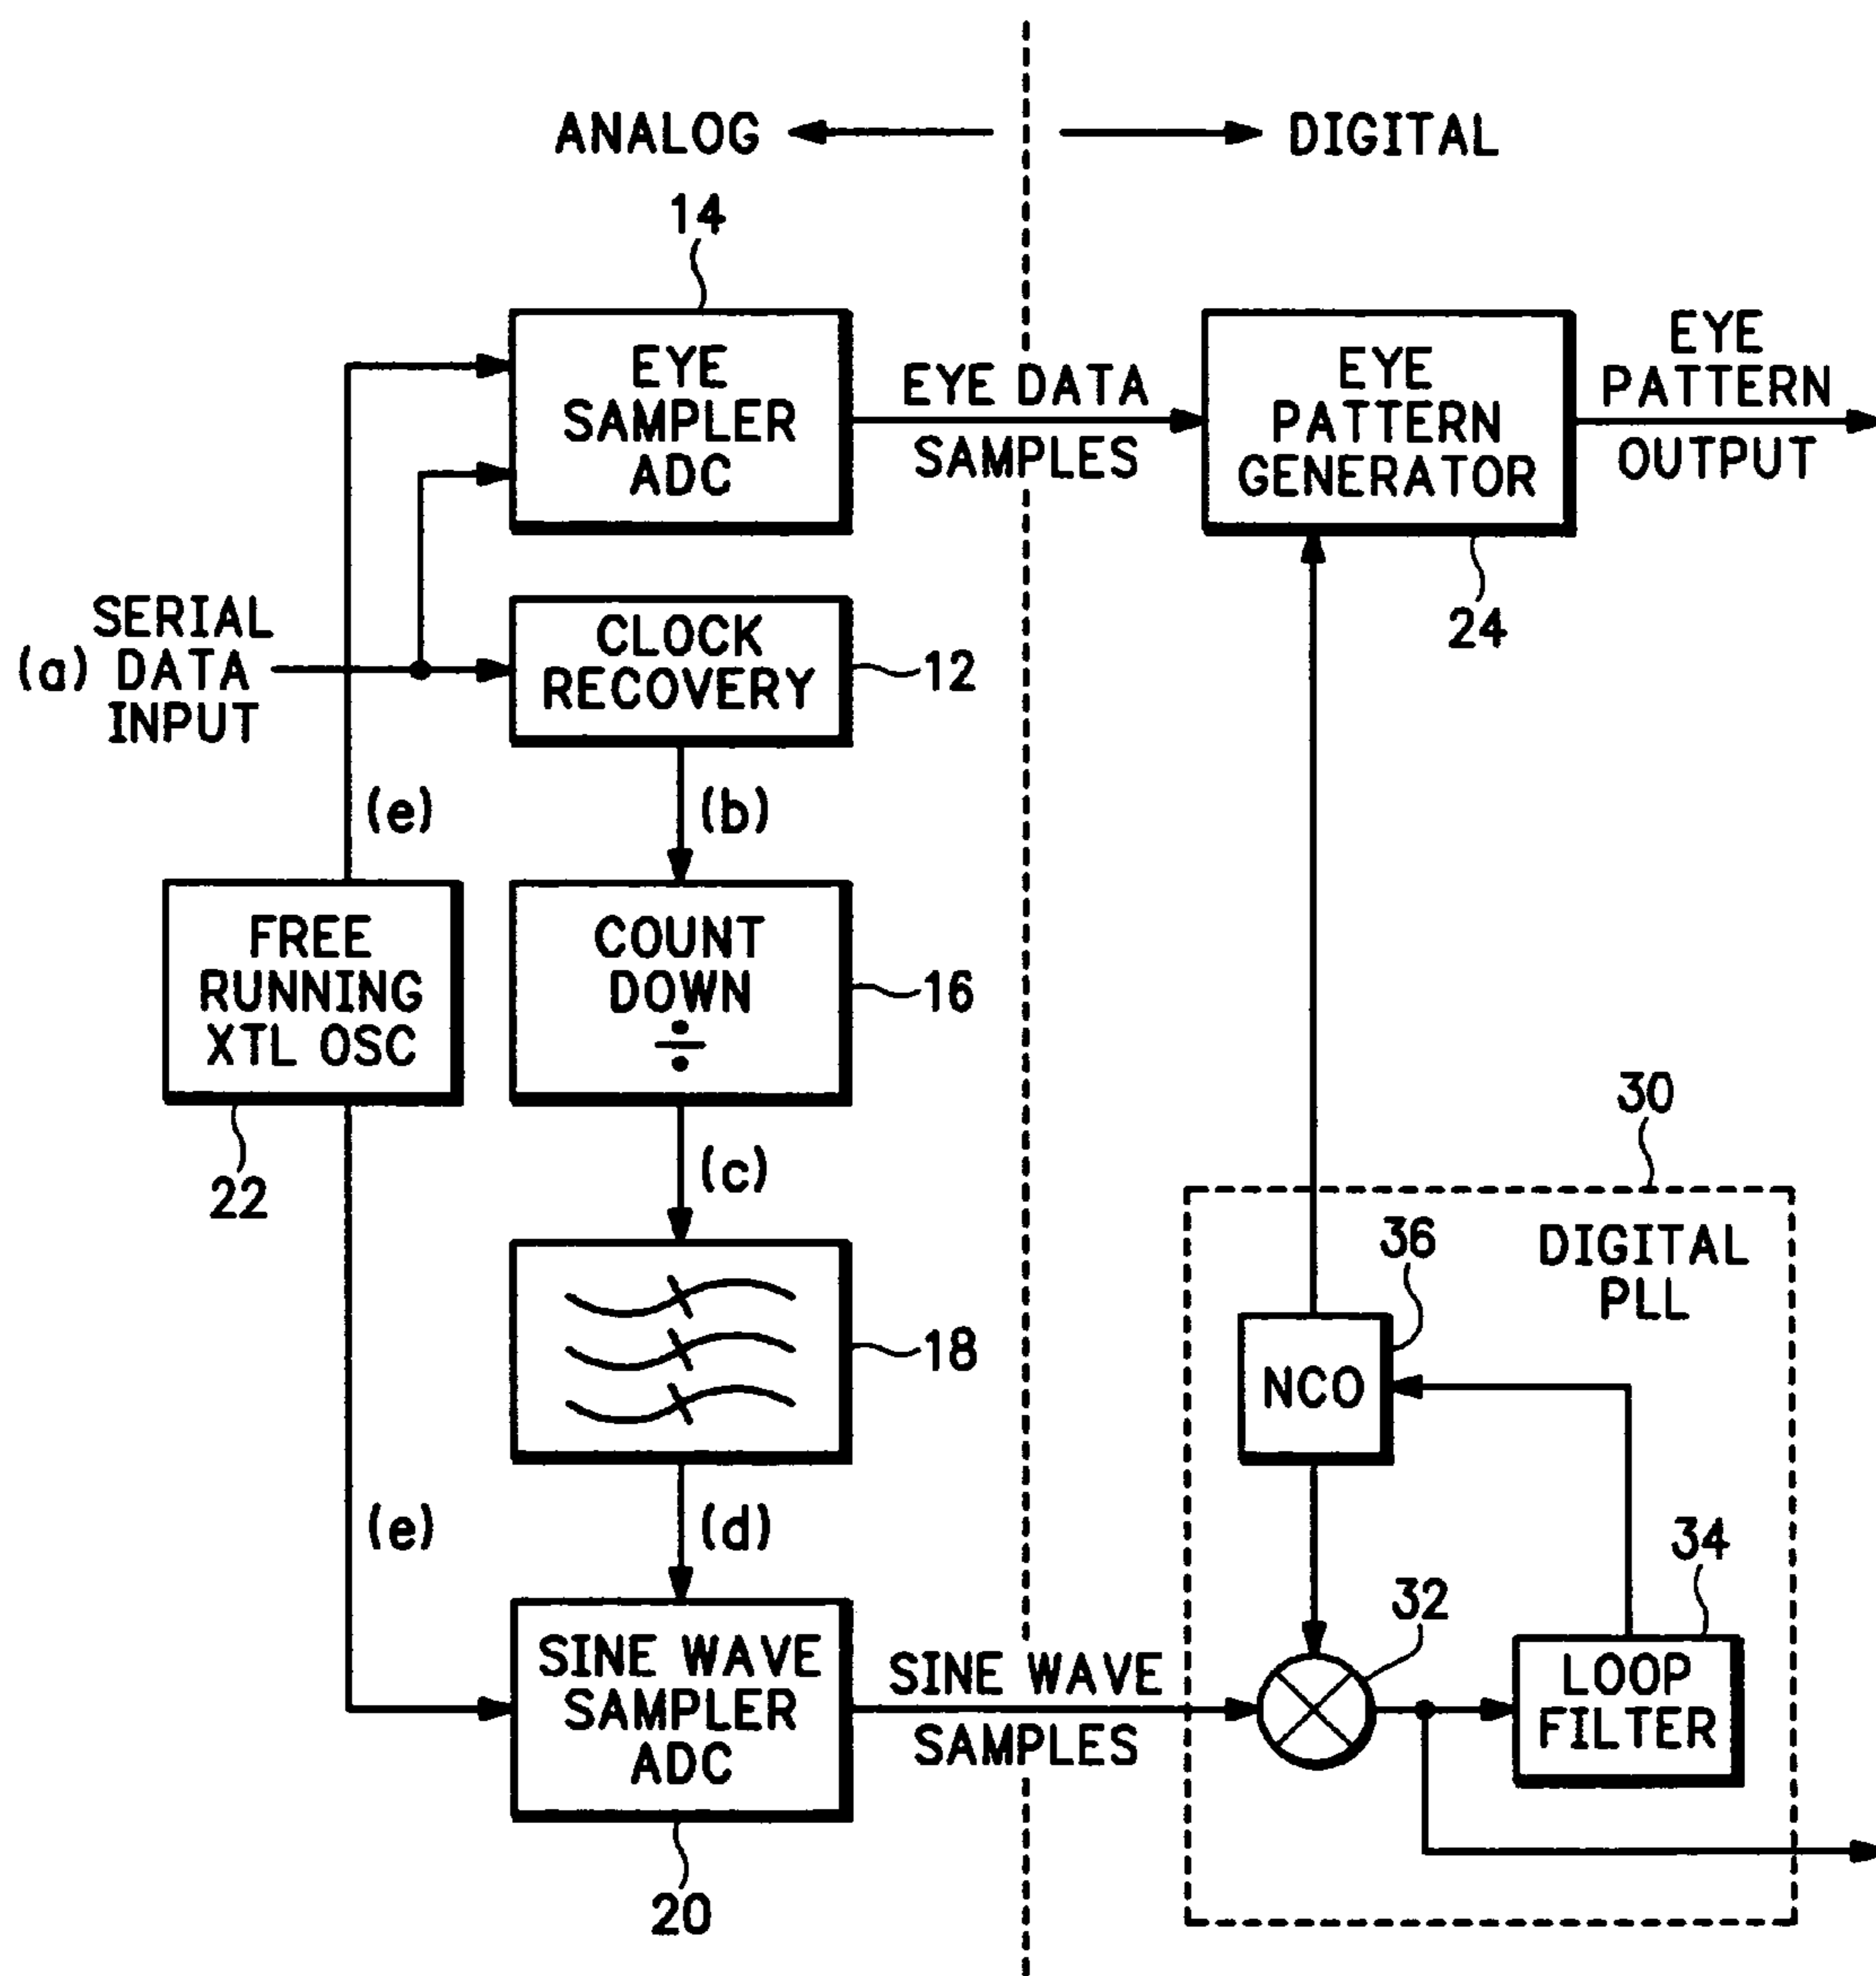 ANALOG
DIGITAL
14
EYE
SAMPLER
ADC
EYE DATA
SAMPLES
EYE
PATTERN
GENERATOR
EYE
PATTERN
OUTPUT
24
SERIAL
(a) DATA
INPUT
CLOCK
RECOVERY
12
(e)
(b)
FREE
RUNNING
XTL OSC
22
COUNT
DOWN
÷
16
(c)
30
DIGITAL
PLL
36
NCO
18
(e)
(d)
34
32
SINE WAVE
SAMPLER
ADC
20
SINE WAVE
SAMPLES
LOOP
FILTER